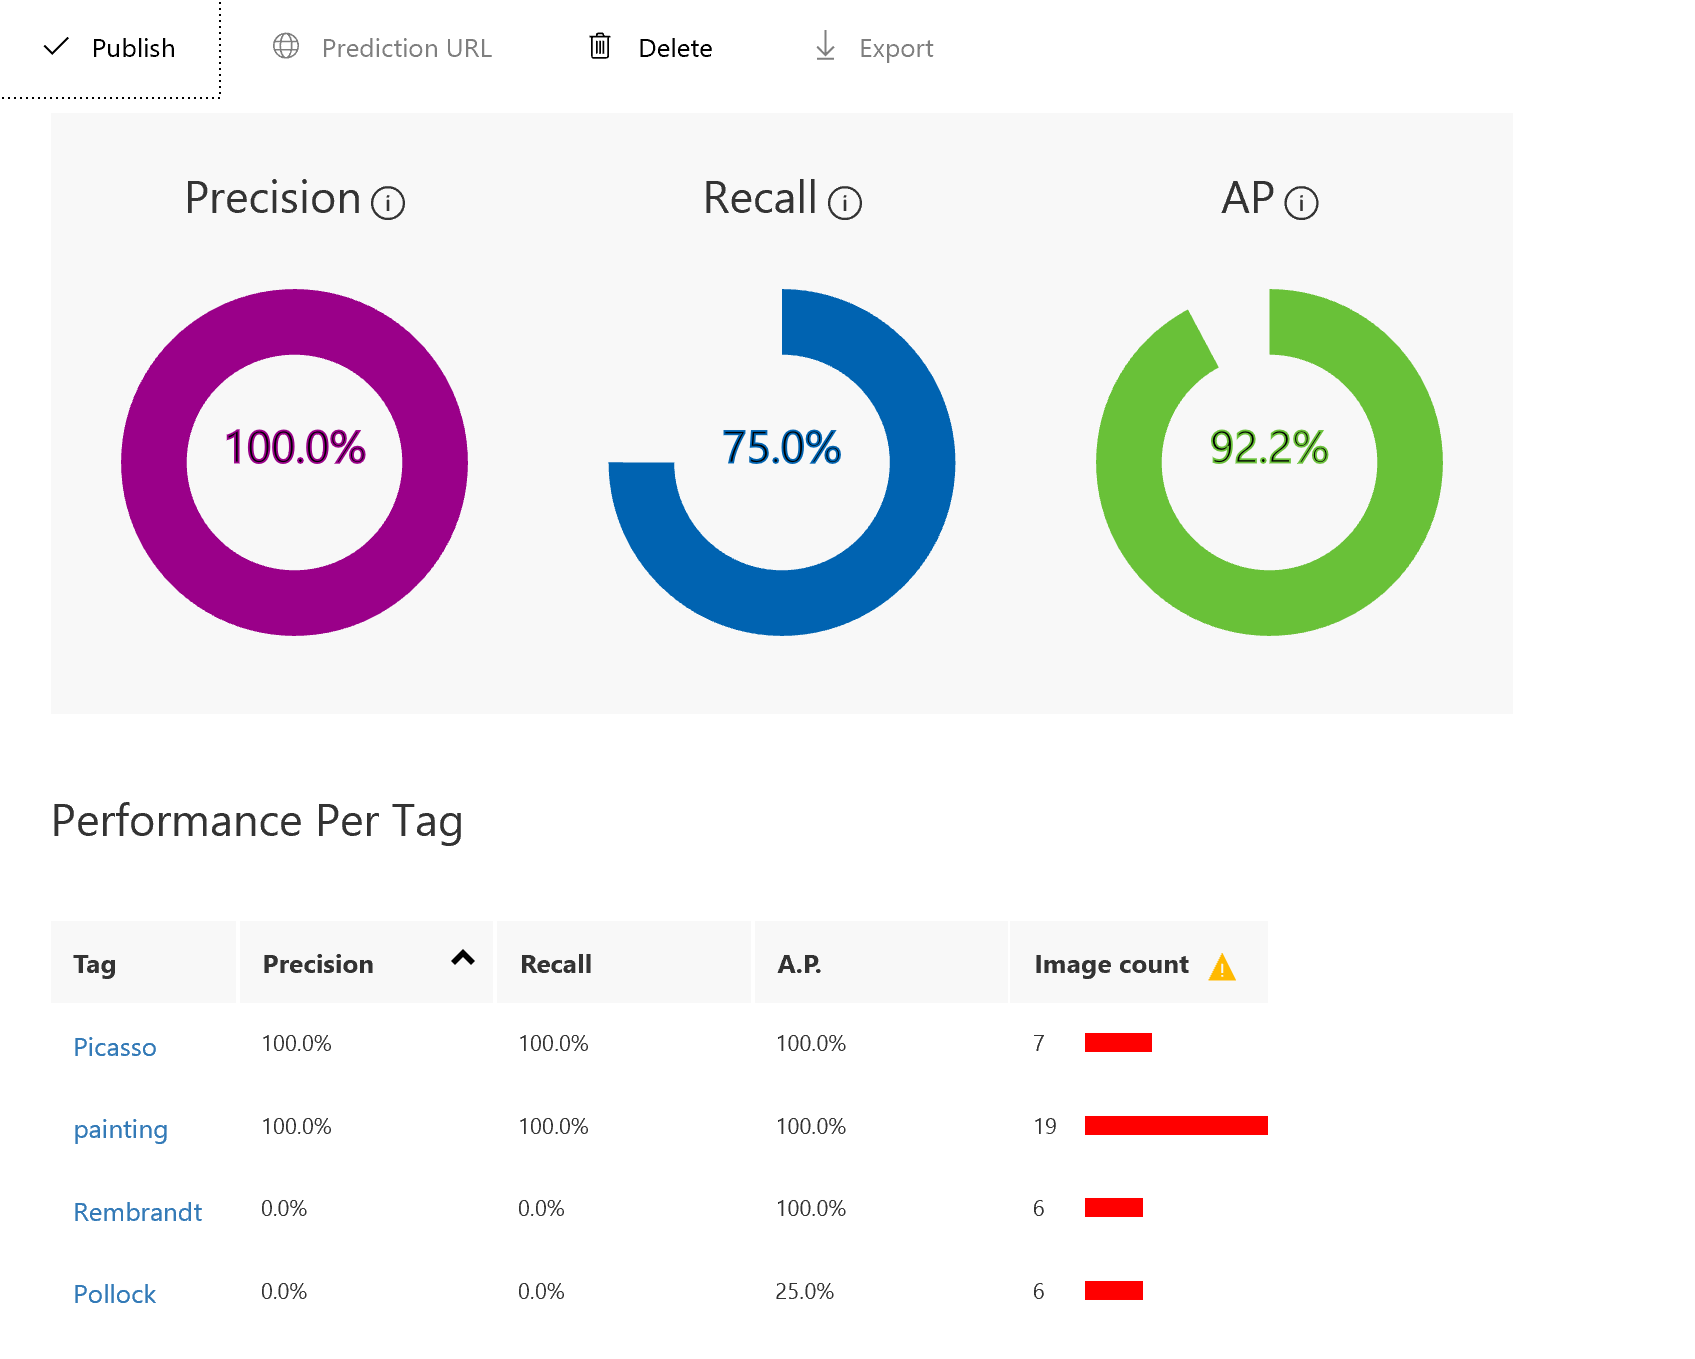 Publish Prediction URL Delete Export
Precision Recall AP
100.0% 75.0% 92.2%
Performance Per Tag
Tag Precision Recall A.P. Image count
Picasso 100.0% 100.0% 100.0% 7
painting 100.0% 100.0% 100.0% 19
Rembrandt 0.0% 0.0% 100.0% 6
Pollock 0.0% 0.0% 25.0% 6